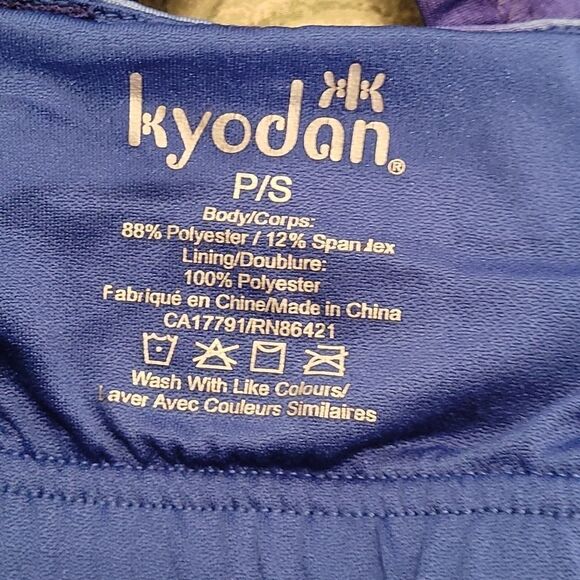 kyodan®
P/S
Body/Corps:
88% Polyester / 12% Spandex
Lining/Doublure:
100% Polyester
Fabriqué en Chine/Made in China
CA17791/RN86421
Wash With Like Colours/
Laver Avec Couleurs Similaires